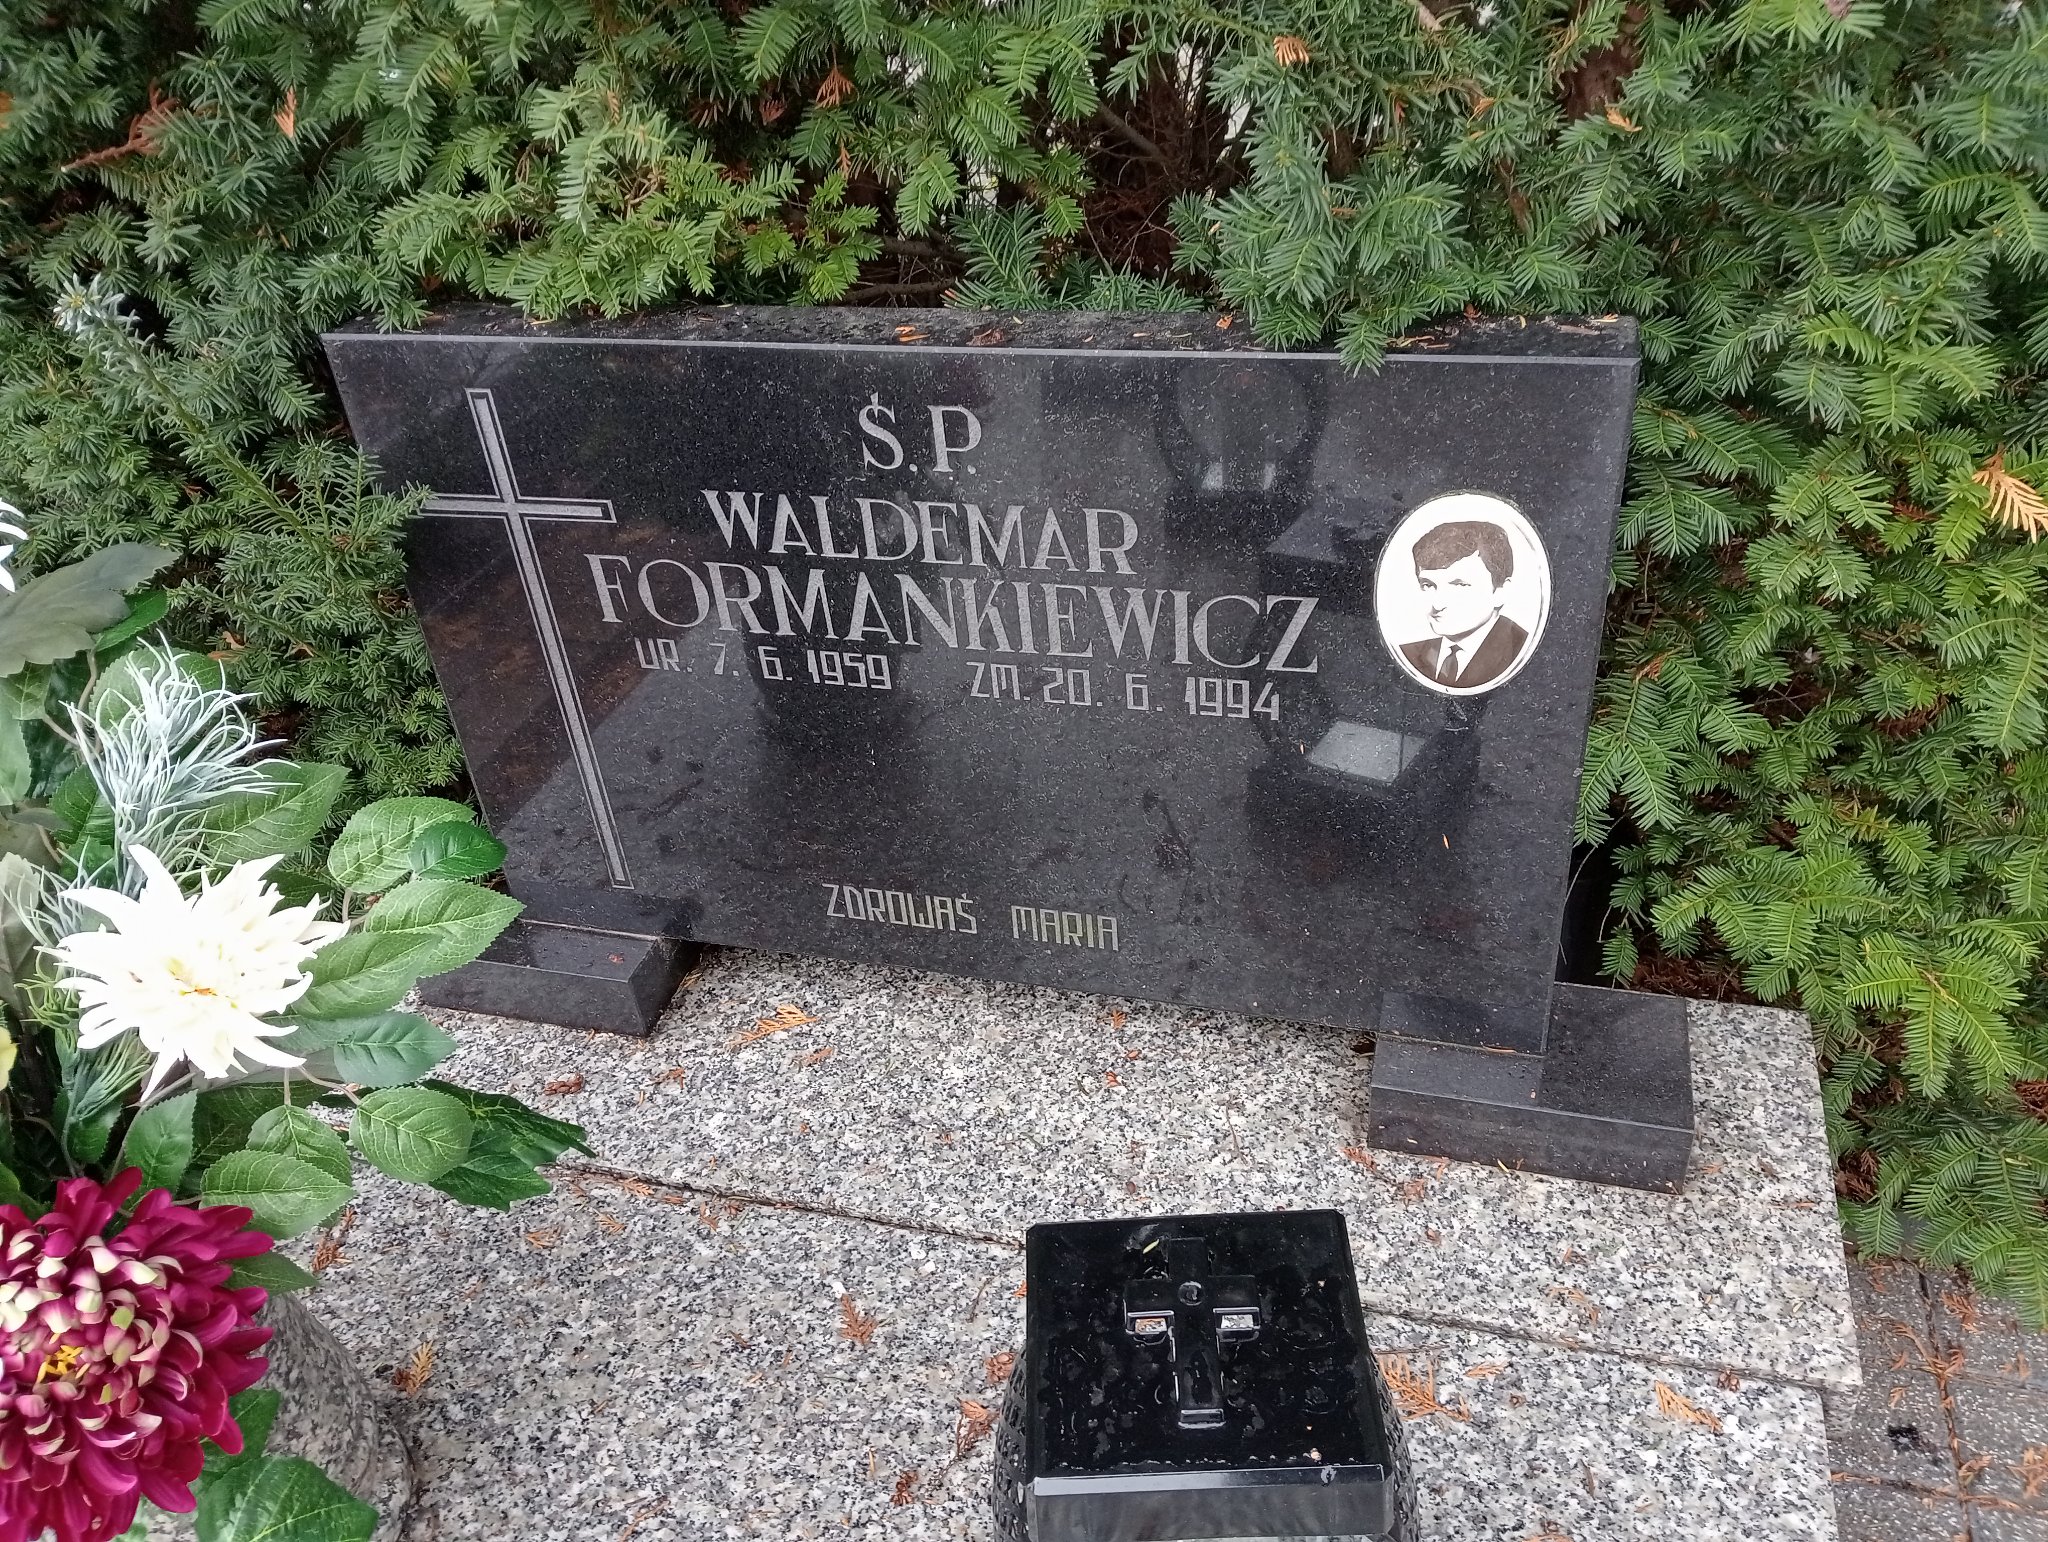 Ś.P.
WALDEMAR
FORMANKIEWICZ
UR. 7. 6. 1959 ZM. 20. 6. 1994
ZDROWAŚ MARIA